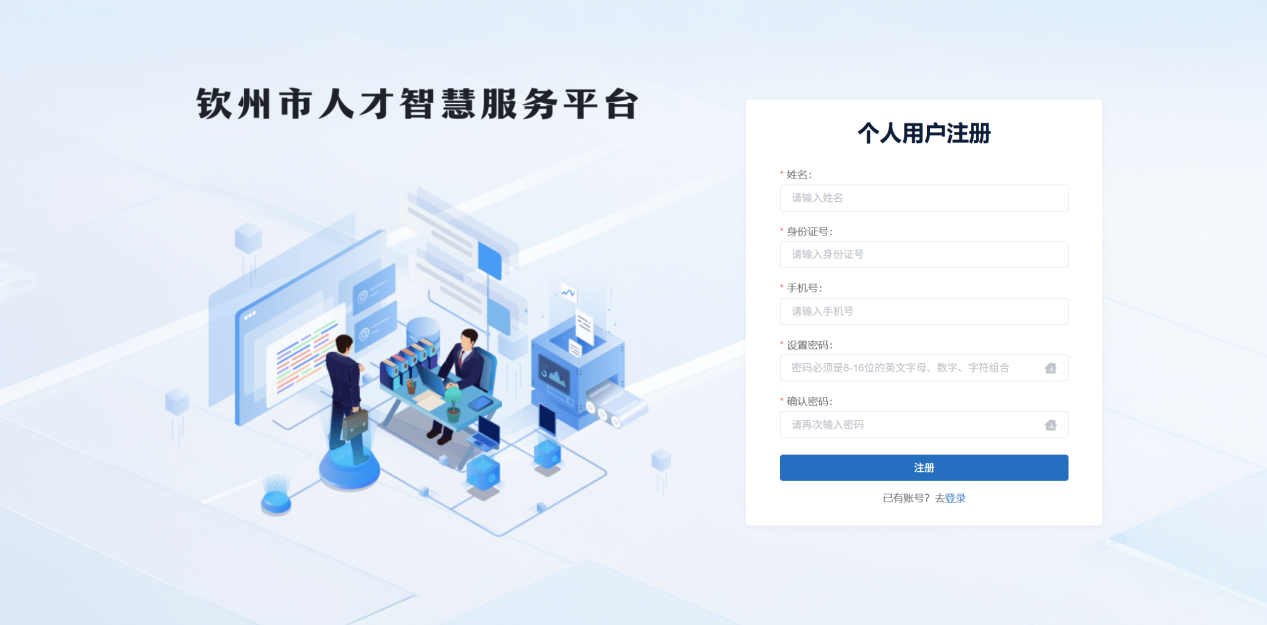 钦州市人才智慧服务平台
个人用户注册
* 姓名：
请输入姓名
* 身份证号：
请输入身份证号
* 手机号：
请输入手机号
* 设置密码：
密码必须是8-16位的英文字母、数字、字符组合
* 确认密码：
请再次输入密码
注册
已有账号？去登录